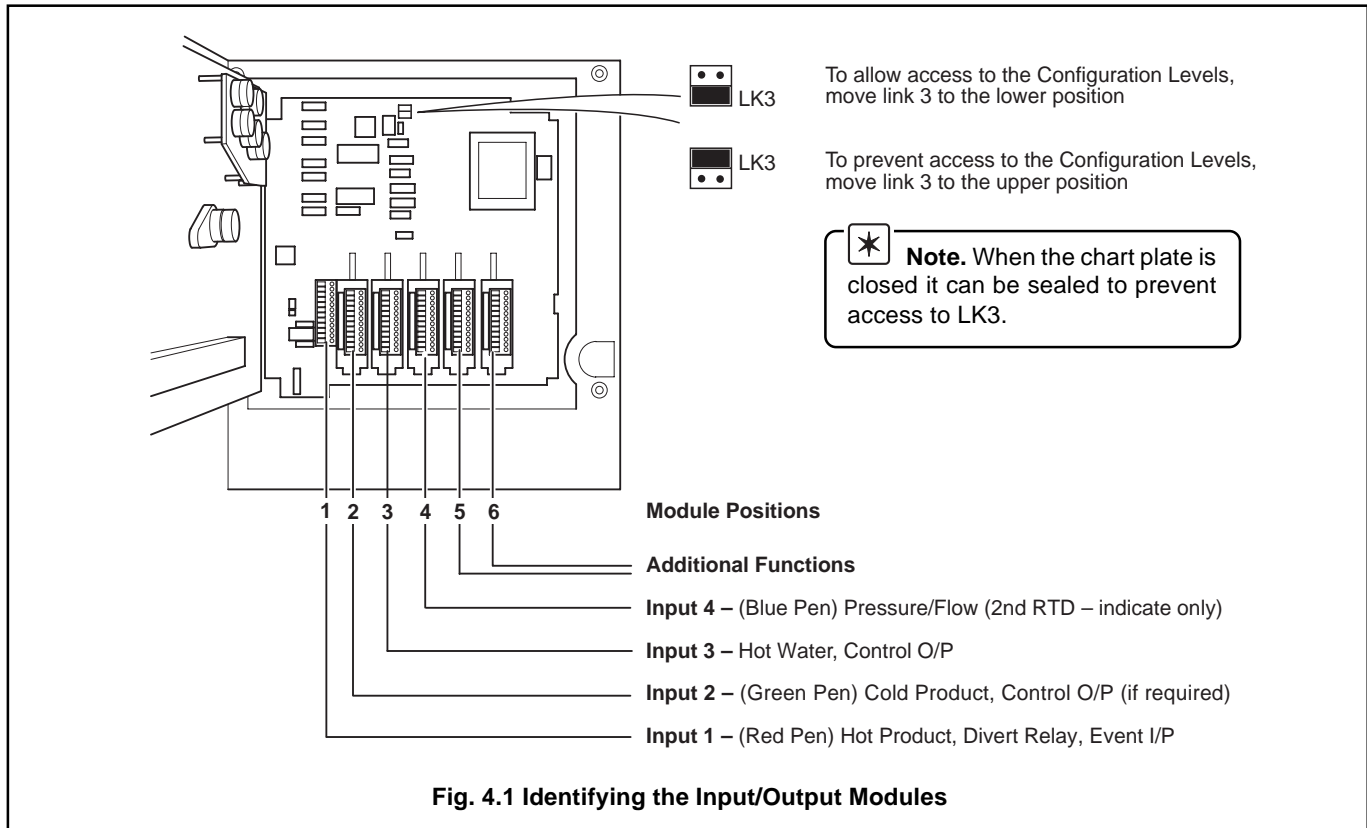 LK3
To allow access to the Configuration Levels,
move link 3 to the lower position
LK3
To prevent access to the Configuration Levels,
move link 3 to the upper position
Note. When the chart plate is
closed it can be sealed to prevent
access to LK3.
1 2 3 4 5 6
Module Positions
Additional Functions
Input 4 – (Blue Pen) Pressure/Flow (2nd RTD – indicate only)
Input 3 – Hot Water, Control O/P
Input 2 – (Green Pen) Cold Product, Control O/P (if required)
Input 1 – (Red Pen) Hot Product, Divert Relay, Event I/P
Fig. 4.1 Identifying the Input/Output Modules